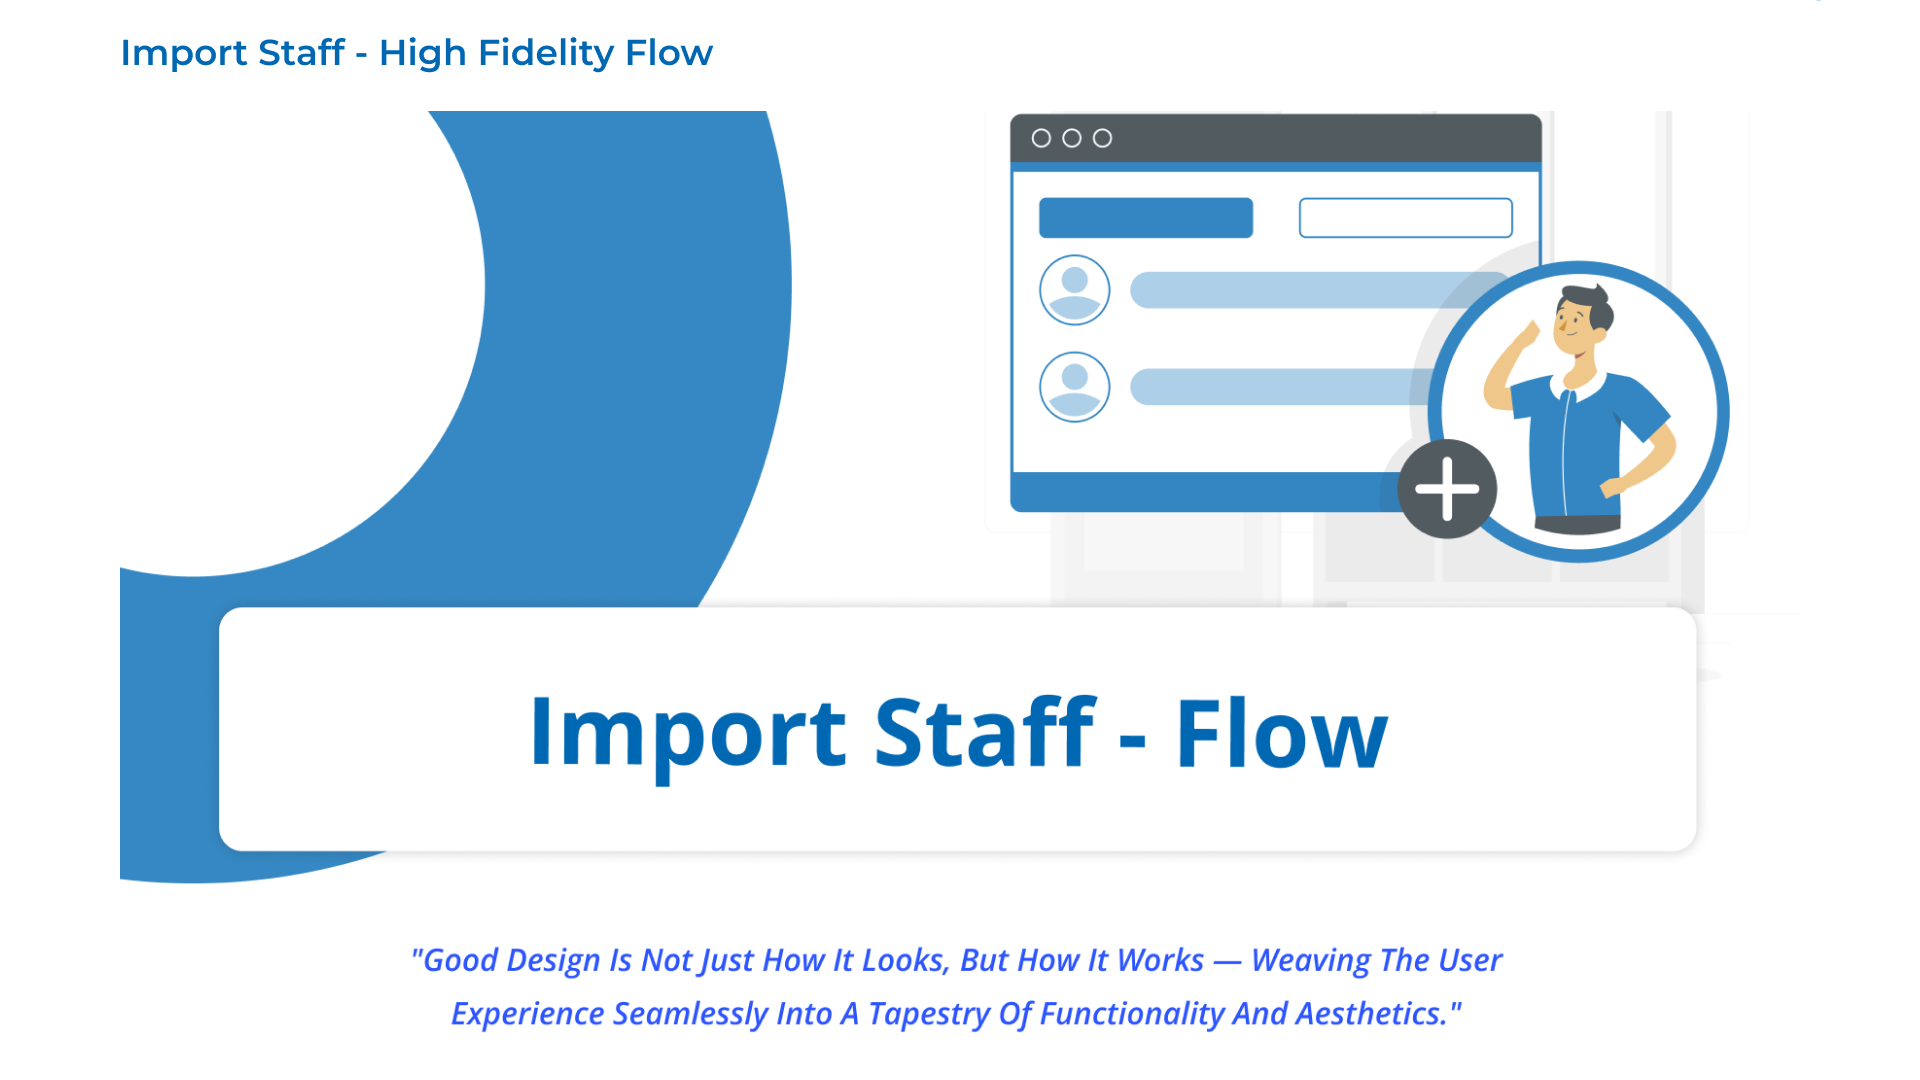 Import Staff - High Fidelity Flow
Import Staff - Flow
"Good Design Is Not Just How It Looks, But How It Works — Weaving The User
Experience Seamlessly Into A Tapestry Of Functionality And Aesthetics."